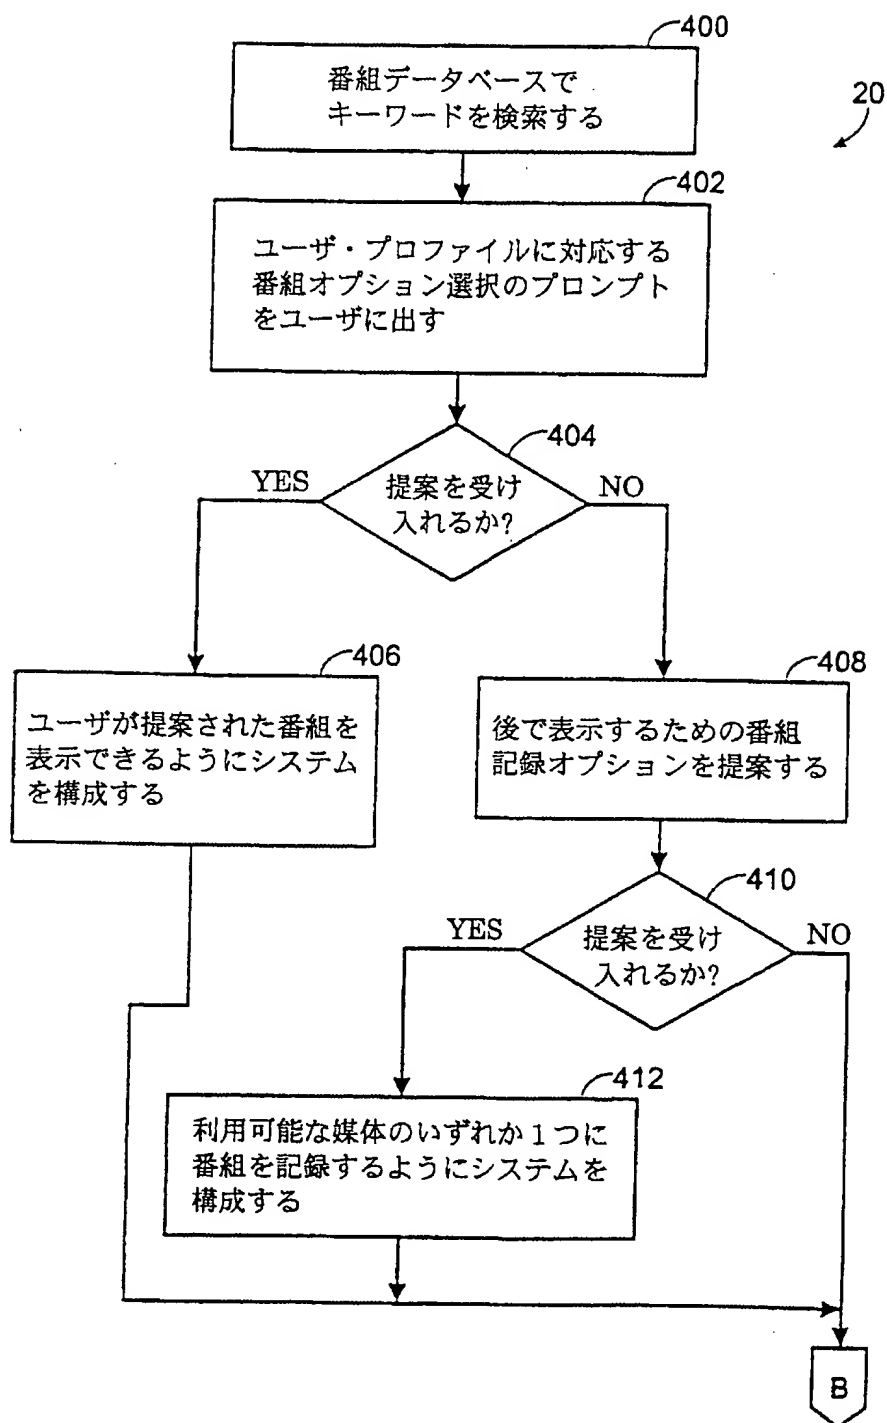 400
番組データベースで
キーワードを検索する
20
402
ユーザ・プロファイルに対応する
番組オプション選択のプロンプト
をユーザに出す
404
YES
提案を受け
入れるか?
NO
406
ユーザが提案された番組を
表示できるようにシステム
を構成する
408
後で表示するための番組
記録オプションを提案する
410
YES
提案を受け
入れるか?
NO
412
利用可能な媒体のいずれか1つに
番組を記録するようにシステムを
構成する
B